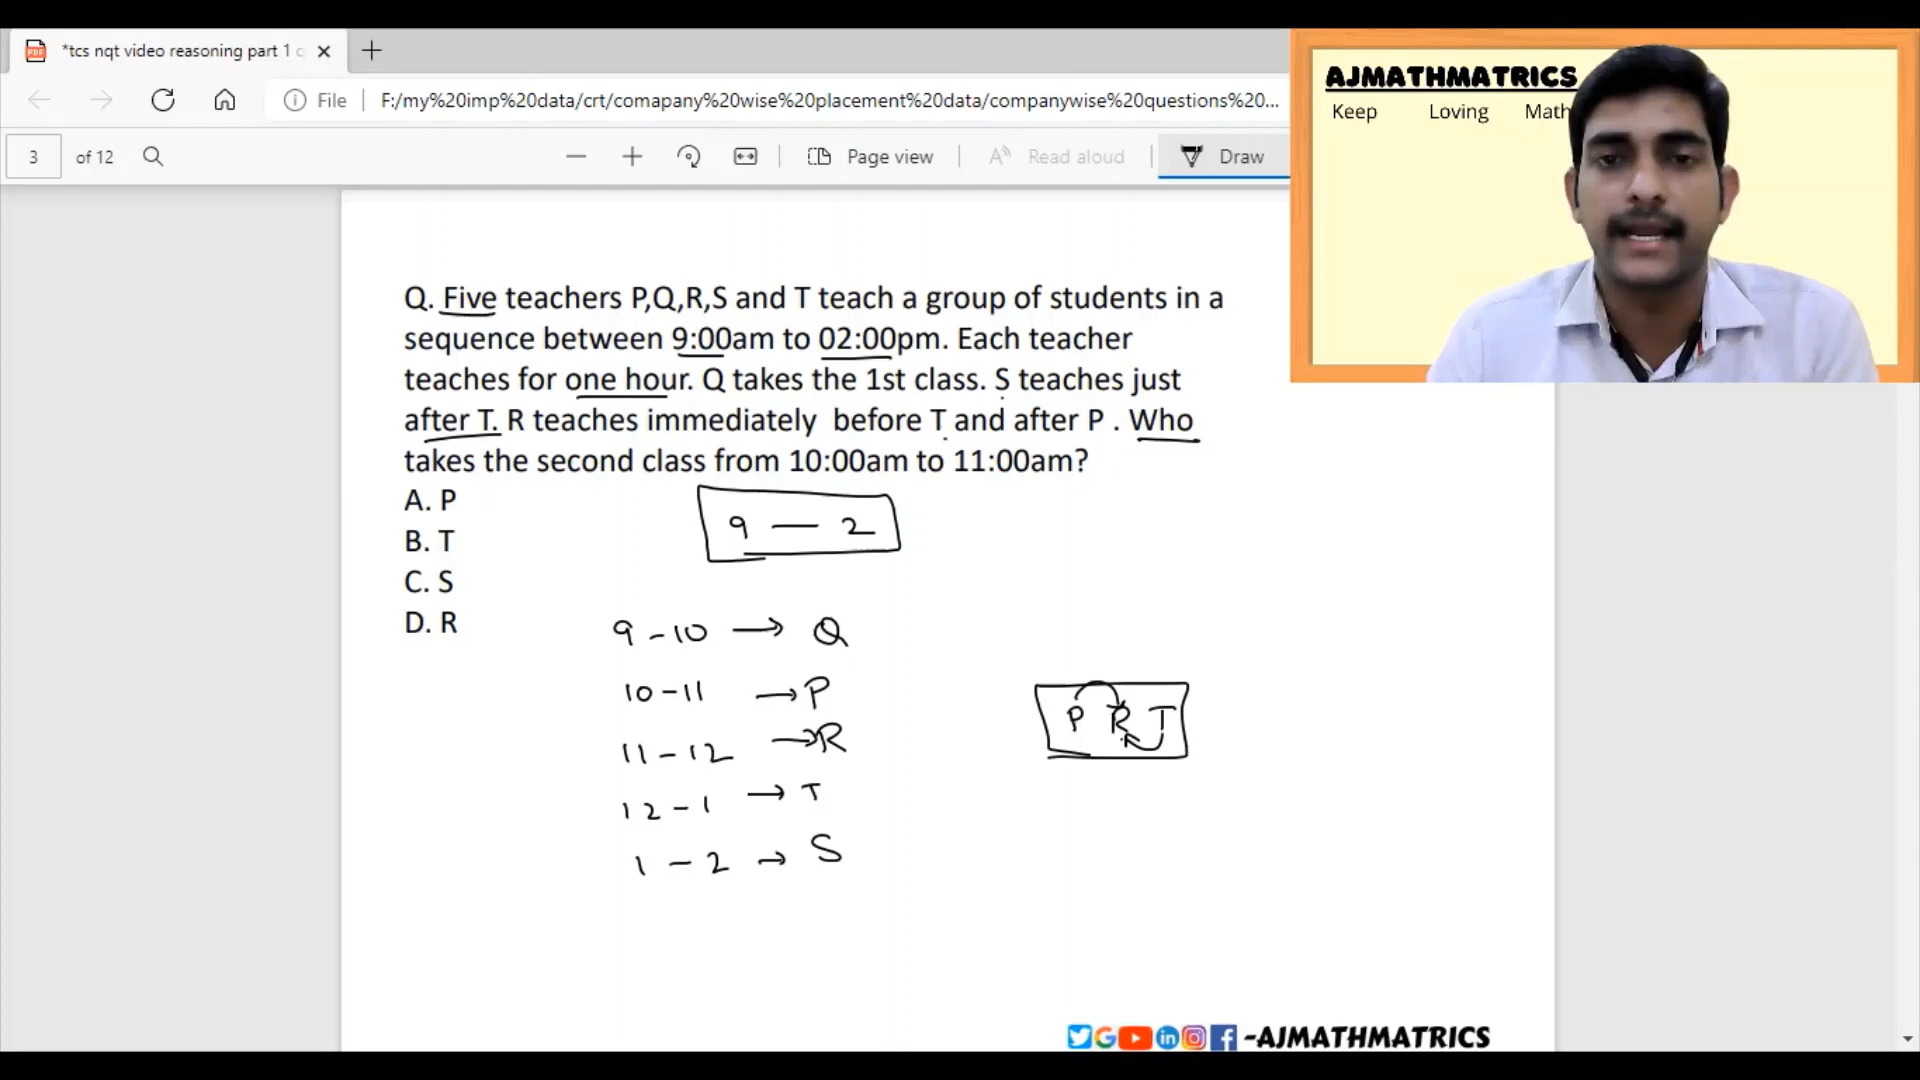 *tcs nqt video reasoning part 1
File
F:/my%20imp%20data/crt/comapany%20wise%20placement%20data/companywise%20questions%20...
3 of 12
Page view
Read aloud
Draw
AJMATHMATRICS
Keep Loving Math
Q. Five teachers P,Q,R,S and T teach a group of students in a
sequence between 9:00am to 02:00pm. Each teacher
teaches for one hour. Q takes the 1st class. S teaches just
after T. R teaches immediately before T and after P . Who
takes the second class from 10:00am to 11:00am?
A. P
B. T
C. S
D. R
9 — 2
9 - 10 → Q
10 - 11 → P
11 - 12 → R
12 - 1 → T
1 - 2 → S
P R T
-AJMATHMATRICS